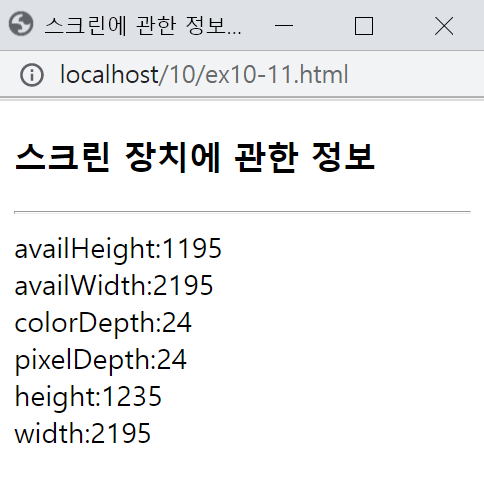 스크린에 관한 정보...
localhost/10/ex10-11.html
스크린 장치에 관한 정보
availHeight:1195
availWidth:2195
colorDepth:24
pixelDepth:24
height:1235
width:2195